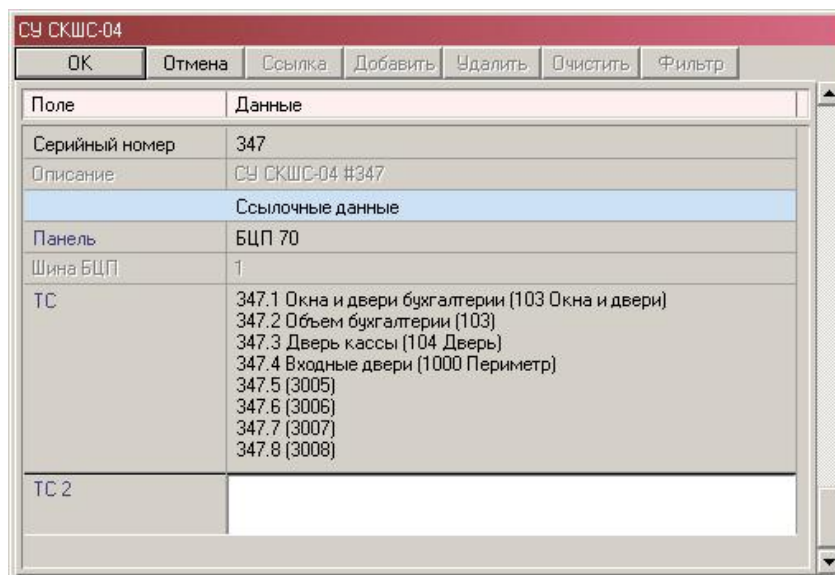 СУ СКШС-04
ОК Отмена Ссылка Добавить Удалить Очистить Фильтр
Поле Данные
Серийный номер 347
Описание СУ СКШС-04 #347
Ссылочные данные
Панель БЦП 70
Шина БЦП 1
ТС 347.1 Окна и двери бухгалтерии (103 Окна и двери)
347.2 Объем бухгалтерии (103)
347.3 Дверь кассы (104 Дверь)
347.4 Входные двери (1000 Периметр)
347.5 (3005)
347.6 (3006)
347.7 (3007)
347.8 (3008)
ТС 2